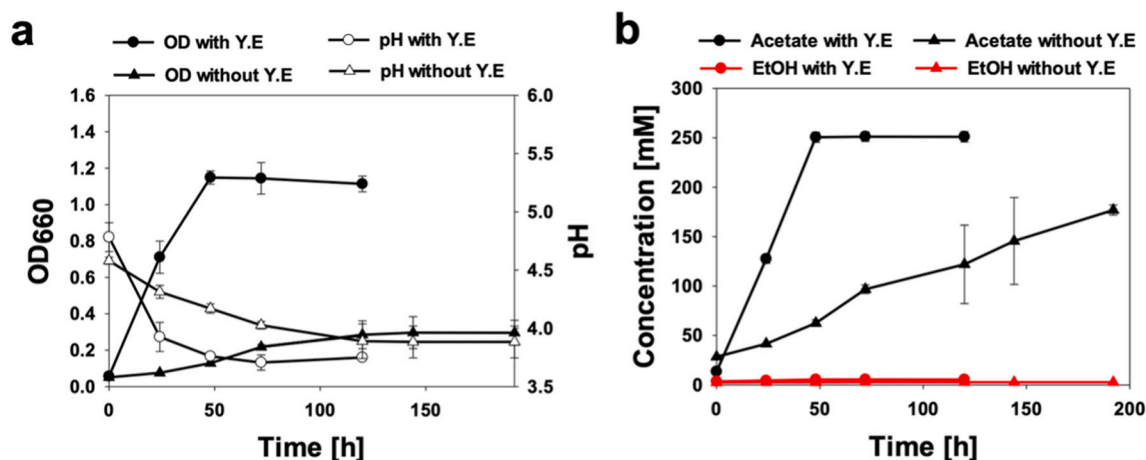 a
OD with Y.E
pH with Y.E
OD without Y.E
pH without Y.E
1.6
1.4
1.2
1.0
0.8
0.6
0.4
0.2
0.0
OD660
6.0
5.5
5.0
4.5
4.0
3.5
pH
0
50
100
150
Time [h]
b
Acetate with Y.E
Acetate without Y.E
EtOH with Y.E
EtOH without Y.E
300
250
200
150
100
50
0
Concentration [mM]
0
50
100
150
200
Time [h]